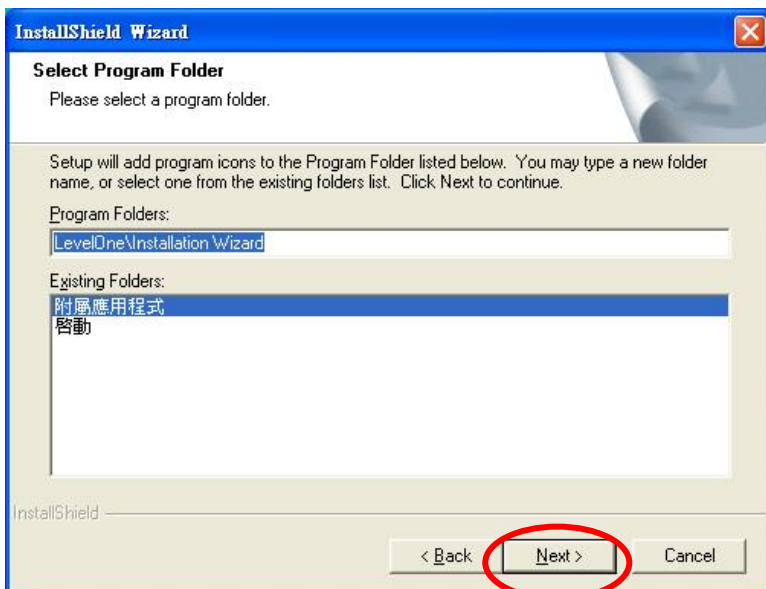 InstallShield Wizard
Select Program Folder
Please select a program folder.
Setup will add program icons to the Program Folder listed below. You may type a new folder
name, or select one from the existing folders list. Click Next to continue.
Program Folders:
LevelOne\Installation Wizard
Existing Folders:
附屬應用程式
啓動
InstallShield
< Back
Next >
Cancel